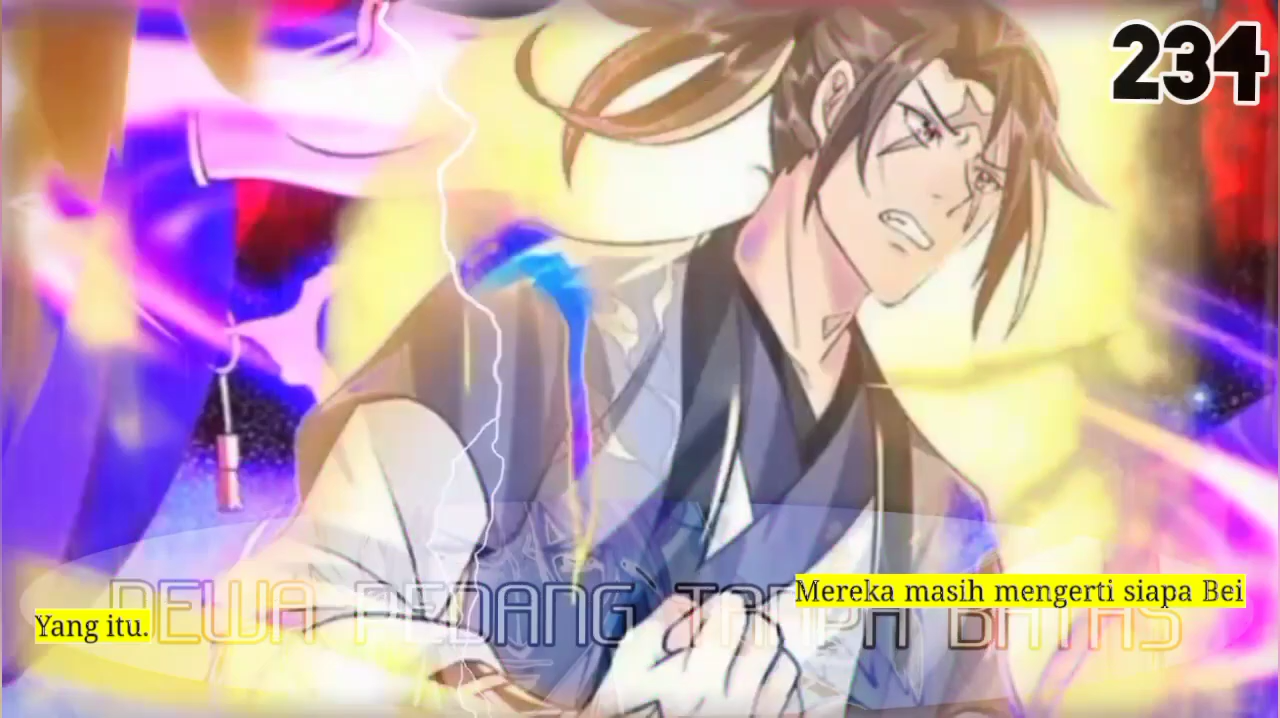 234
Mereka masih mengerti siapa Bei
Yang itu.
DEWA PEDANG TANPA BATAS